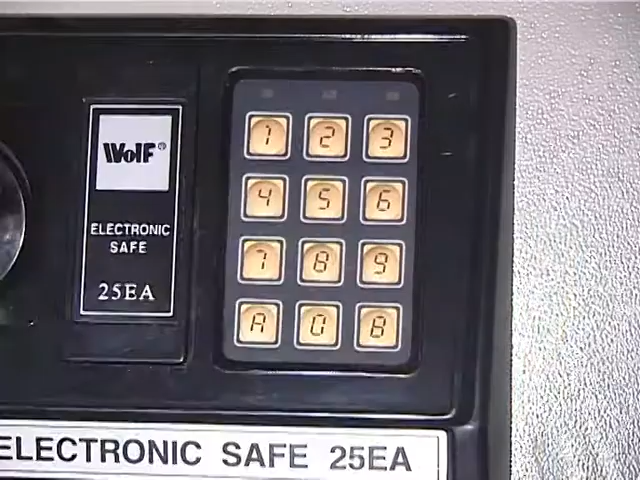 WolF®
ELECTRONIC
SAFE
25EA
1 2 3
4 5 6
7 8 9
A 0 B
ELECTRONIC SAFE 25EA